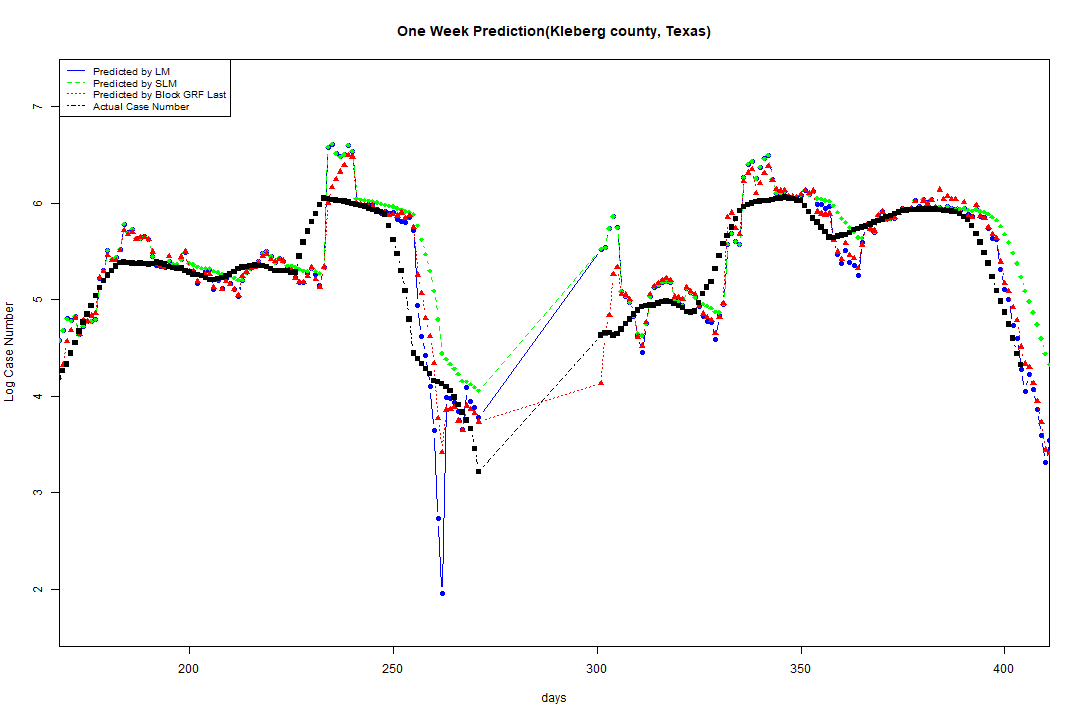 One Week Prediction(Kleberg county, Texas)
Predicted by LM
Predicted by SLM
Predicted by Block GRF Last
Actual Case Number
Log Case Number
7
6
5
4
3
2
200 250 300 350 400
days